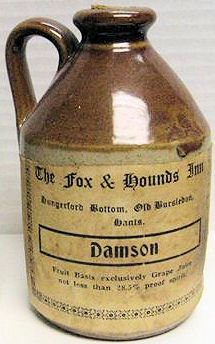 The Fox & Hounds Inn
Hungerford Bottom, Old Bursledon,
Hants.
Damson
Fruit Basis exclusively Grape Juice
not less than 28.5% proof spirit.